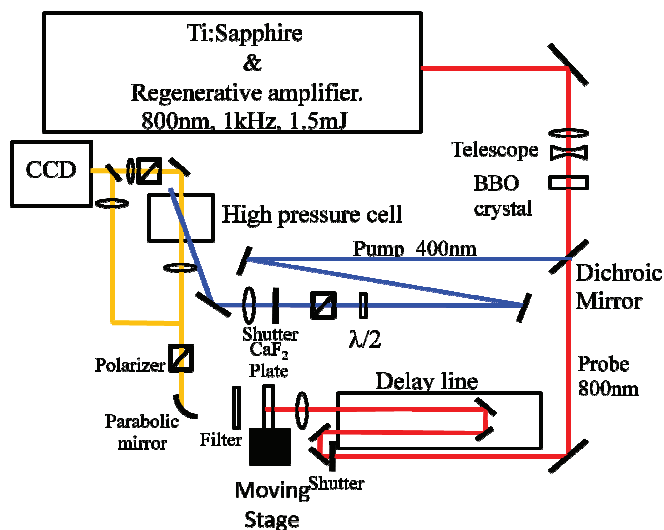 Ti:Sapphire
&
Regenerative amplifier.
800nm, 1kHz, 1.5mJ
CCD
Telescope
BBO
crystal
High pressure cell
Pump 400nm
Dichroic
Mirror
Shutter
CaF2
Plate
λ/2
Polarizer
Probe
800nm
Delay line
Parabolic
mirror
Filter
Shutter
Moving
Stage